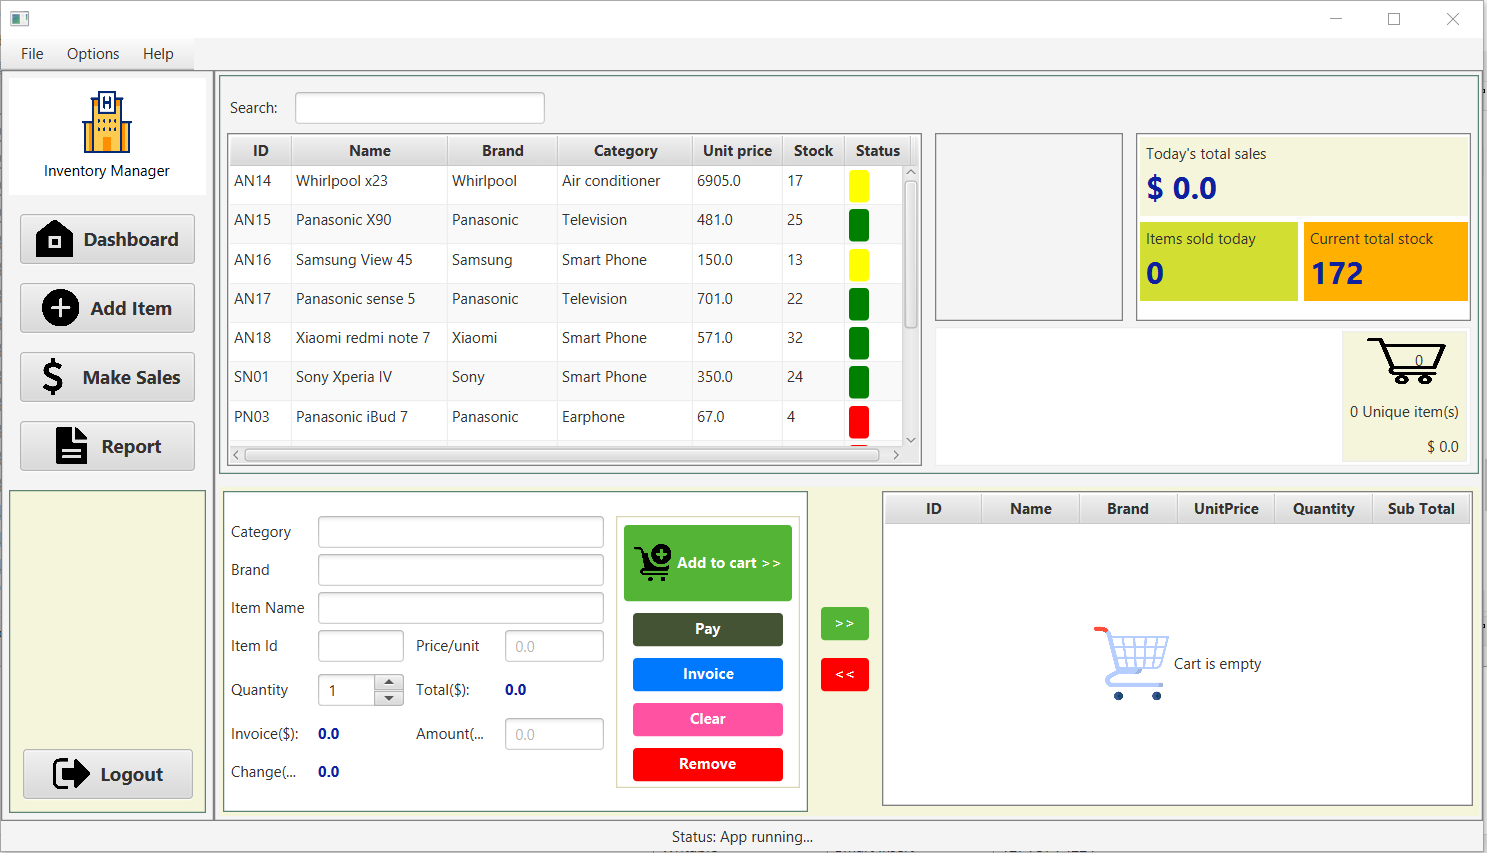 File Options Help
H
Inventory Manager
Dashboard
Add Item
Make Sales
Report
Logout
Search:
ID Name Brand Category Unit price Stock Status
AN14 Whirlpool x23 Whirlpool Air conditioner 6905.0 17
AN15 Panasonic X90 Panasonic Television 481.0 25
AN16 Samsung View 45 Samsung Smart Phone 150.0 13
AN17 Panasonic sense 5 Panasonic Television 701.0 22
AN18 Xiaomi redmi note 7 Xiaomi Smart Phone 571.0 32
SN01 Sony Xperia IV Sony Smart Phone 350.0 24
PN03 Panasonic iBud 7 Panasonic Earphone 67.0 4
Today's total sales
$ 0.0
Items sold today
0
Current total stock
172
0
0 Unique item(s)
$ 0.0
Category
Brand
Item Name
Item Id Price/unit 0.0
Quantity 1 Total($): 0.0
Invoice($): 0.0 Amount(... 0.0
Change(... 0.0
Add to cart >>
Pay
Invoice
Clear
Remove
>>
<<
ID Name Brand UnitPrice Quantity Sub Total
Cart is empty
Status: App running...